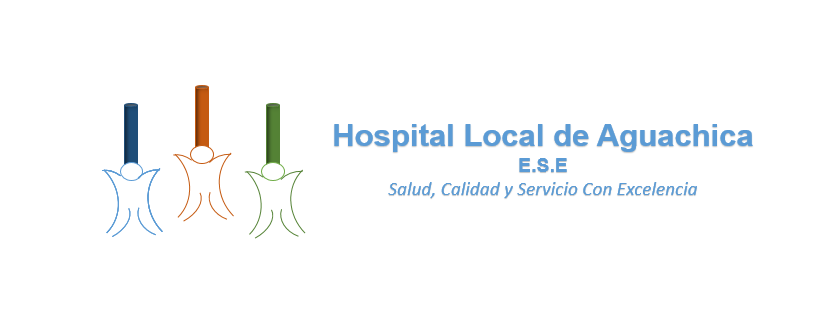 Hospital Local de Aguachica
E.S.E
Salud, Calidad y Servicio Con Excelencia